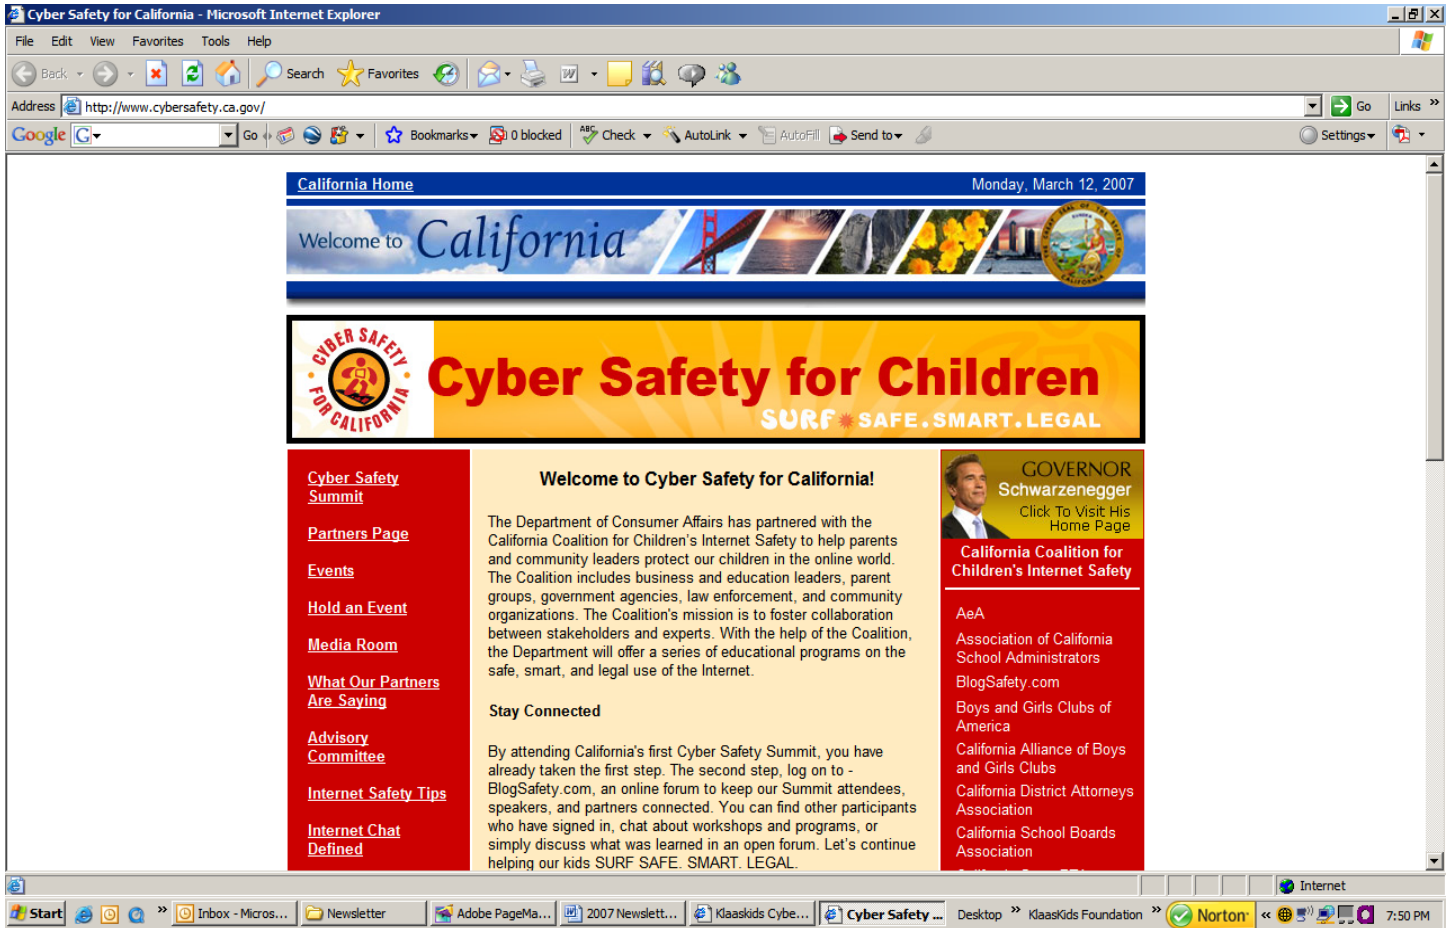 Cyber Safety for California - Microsoft Internet Explorer
File Edit View Favorites Tools Help
Back Search Favorites
Address http://www.cybersafety.ca.gov/ Go Links »
Google G Go Bookmarks 0 blocked ABC Check AutoLink AutoFill Send to Settings
California Home Monday, March 12, 2007
Welcome to California
CYBER SAFETY FOR CALIFORNIA
Cyber Safety for Children
SURF SAFE.SMART.LEGAL
Cyber Safety
Summit
Partners Page
Events
Hold an Event
Media Room
What Our Partners
Are Saying
Advisory
Committee
Internet Safety Tips
Internet Chat
Defined
Welcome to Cyber Safety for California!
The Department of Consumer Affairs has partnered with the
California Coalition for Children's Internet Safety to help parents
and community leaders protect our children in the online world.
The Coalition includes business and education leaders, parent
groups, government agencies, law enforcement, and community
organizations. The Coalition's mission is to foster collaboration
between stakeholders and experts. With the help of the Coalition,
the Department will offer a series of educational programs on the
safe, smart, and legal use of the Internet.
Stay Connected
By attending California's first Cyber Safety Summit, you have
already taken the first step. The second step, log on to -
BlogSafety.com, an online forum to keep our Summit attendees,
speakers, and partners connected. You can find other participants
who have signed in, chat about workshops and programs, or
simply discuss what was learned in an open forum. Let's continue
helping our kids SURF SAFE. SMART. LEGAL.
GOVERNOR
Schwarzenegger
Click To Visit His
Home Page
California Coalition for
Children's Internet Safety
AeA
Association of California
School Administrators
BlogSafety.com
Boys and Girls Clubs of
America
California Alliance of Boys
and Girls Clubs
California District Attorneys
Association
California School Boards
Association
Internet
Start » Inbox - Micros... Newsletter Adobe PageMa... 2007 Newslett... Klaaskids Cybe... Cyber Safety ... Desktop » KlaasKids Foundation » Norton « 7:50 PM